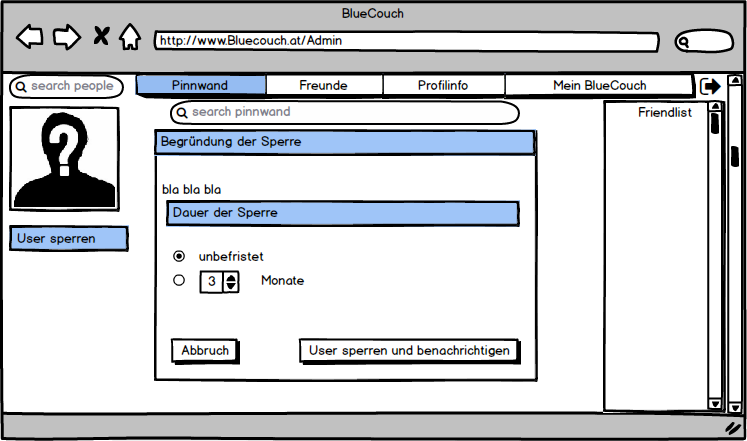 BlueCouch
http://www.Bluecouch.at/Admin
search people
Pinnwand
Freunde
Profilinfo
Mein BlueCouch
search pinnwand
Friendlist
Begründung der Sperre
bla bla bla
Dauer der Sperre
User sperren
unbefristet
3 Monate
Abbruch
User sperren und benachrichtigen